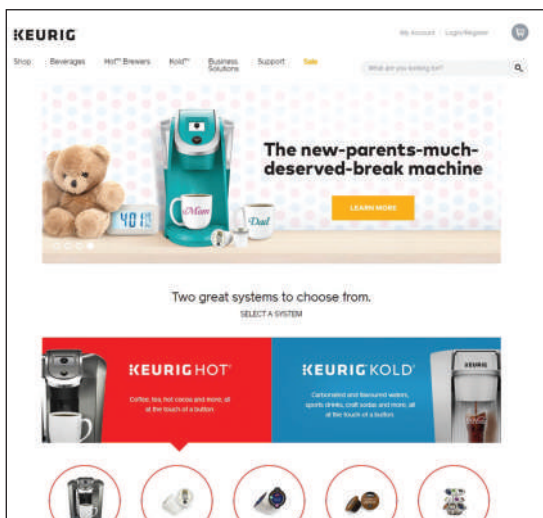 KEURIG
My Account Login/Register
Shop Beverages Hot™ Brewers Kold™ Business Solutions Support Sale
What are you looking for?
The new-parents-much-
deserved-break machine
LEARN MORE
Mom
Dad
Two great systems to choose from.
SELECT A SYSTEM
KEURIG HOT
Coffee, tea, hot cocoa and more, all
at the touch of a button.
KEURIG KOLD
Carbonated and flavoured waters,
sports drinks, craft sodas and more, all
at the touch of a button.
KEURIG